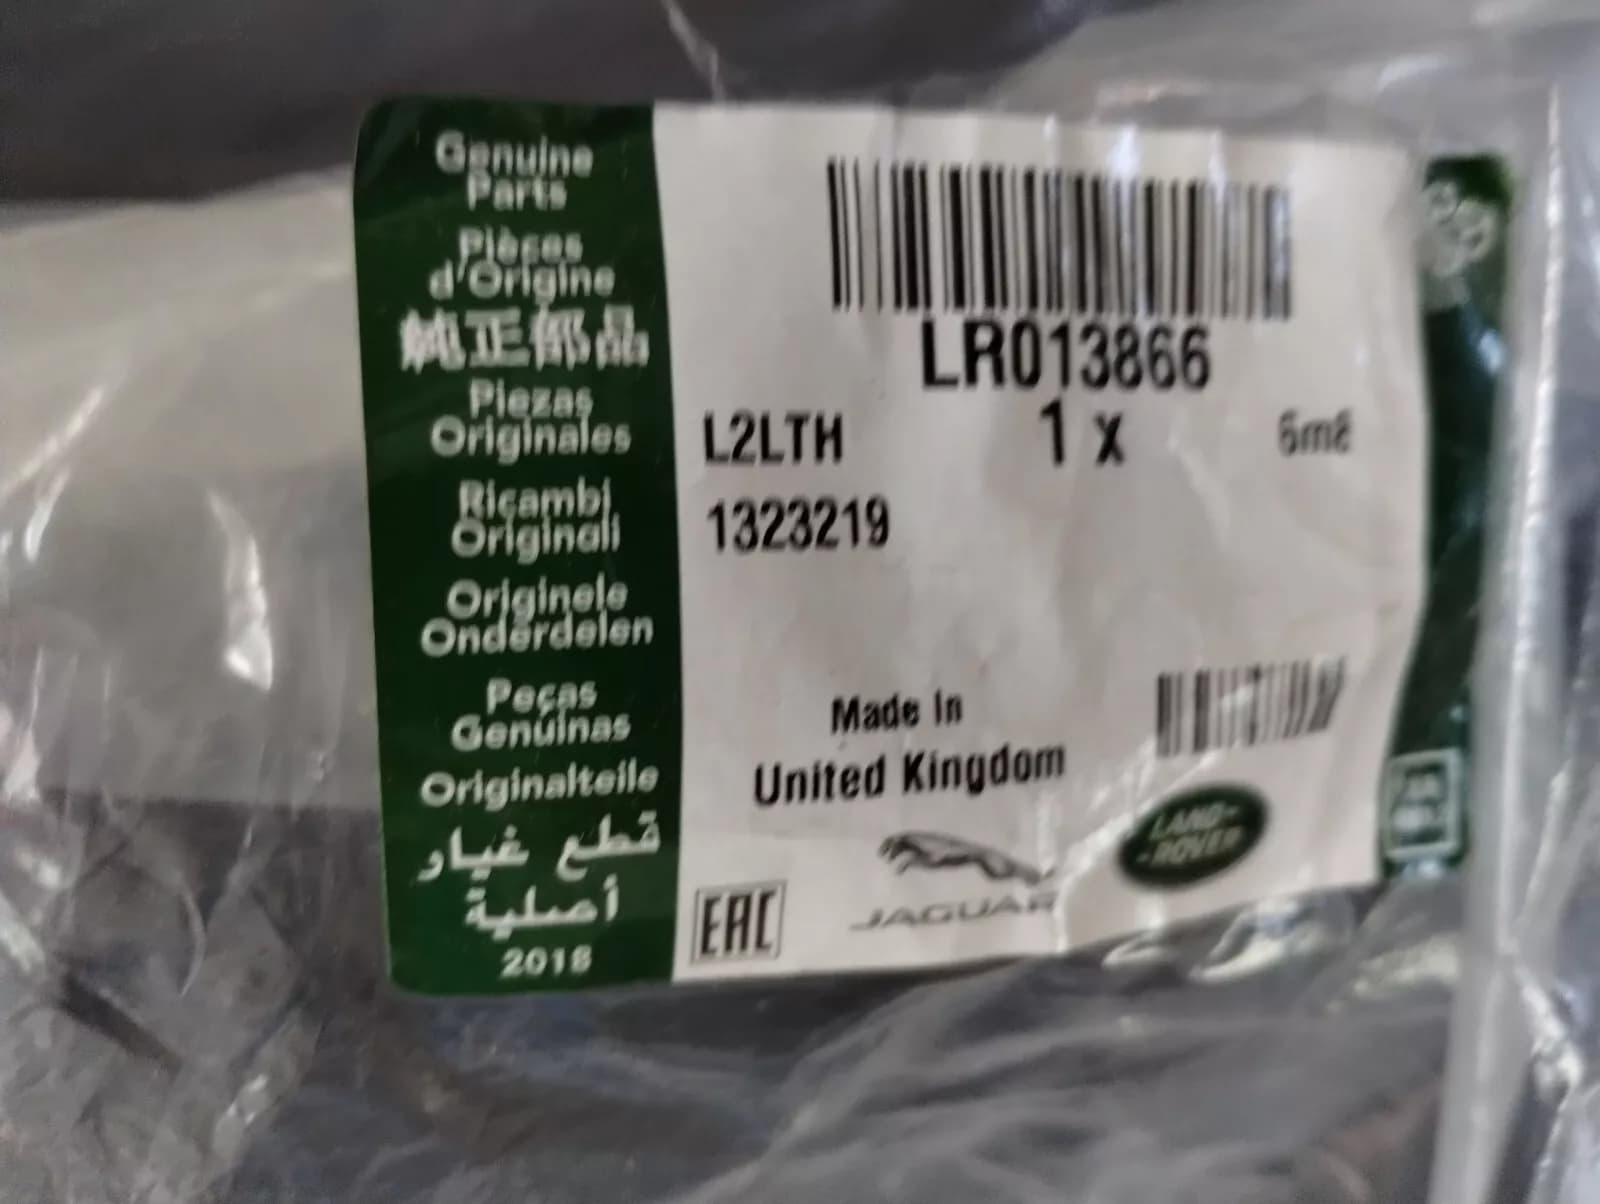 Genuine
Parts
Pièces
d'Origine
純正部品
Piezas
Originales
Ricambi
Originali
Originele
Onderdelen
Peças
Genuínas
Originalteile
قطع غيار
أصلية
2018
LR013866
L2LTH 1 x
1323219
Made in
United Kingdom
EAC
JAGUAR
LAND-
-ROVER